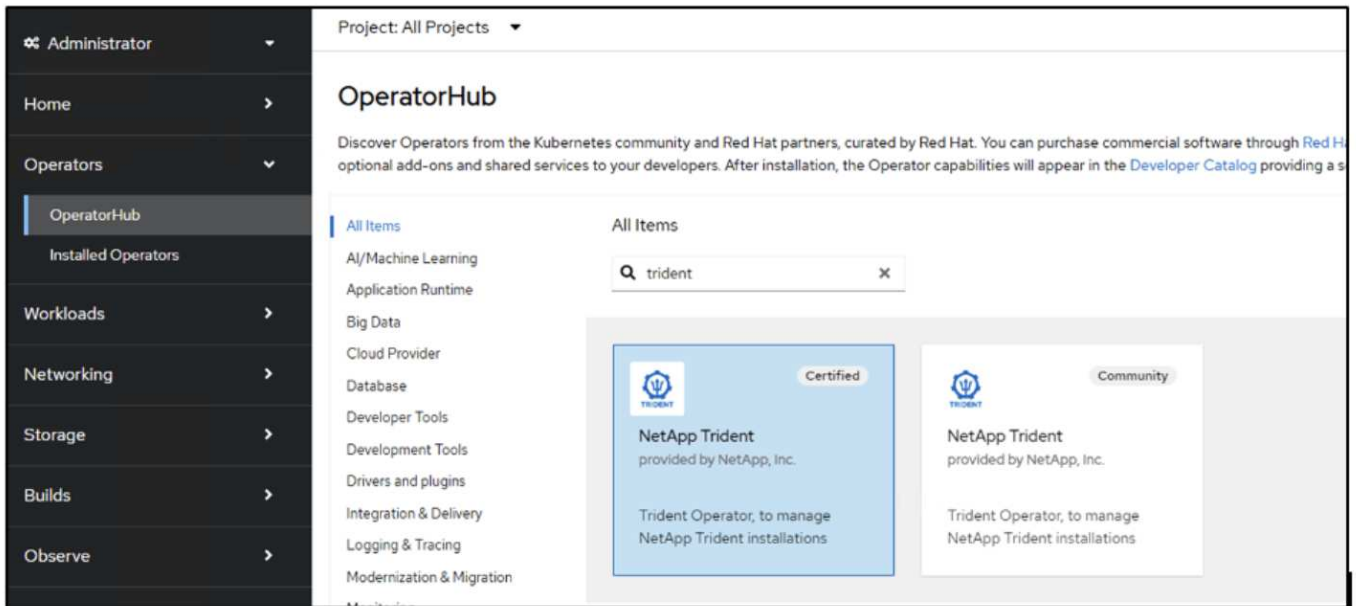 Administrator
Home
Operators
OperatorHub
Installed Operators
Workloads
Networking
Storage
Builds
Observe
Project: All Projects
OperatorHub
Discover Operators from the Kubernetes community and Red Hat partners, curated by Red Hat. You can purchase commercial software through Red
optional add-ons and shared services to your developers. After installation, the Operator capabilities will appear in the Developer Catalog providing a
All Items
AI/Machine Learning
Application Runtime
Big Data
Cloud Provider
Database
Developer Tools
Development Tools
Drivers and plugins
Integration & Delivery
Logging & Tracing
Modernization & Migration
All Items
trident
TRIDENT
Certified
NetApp Trident
provided by NetApp, Inc.
Trident Operator, to manage
NetApp Trident installations
TRIDENT
Community
NetApp Trident
provided by NetApp, Inc.
Trident Operator, to manage
NetApp Trident installations